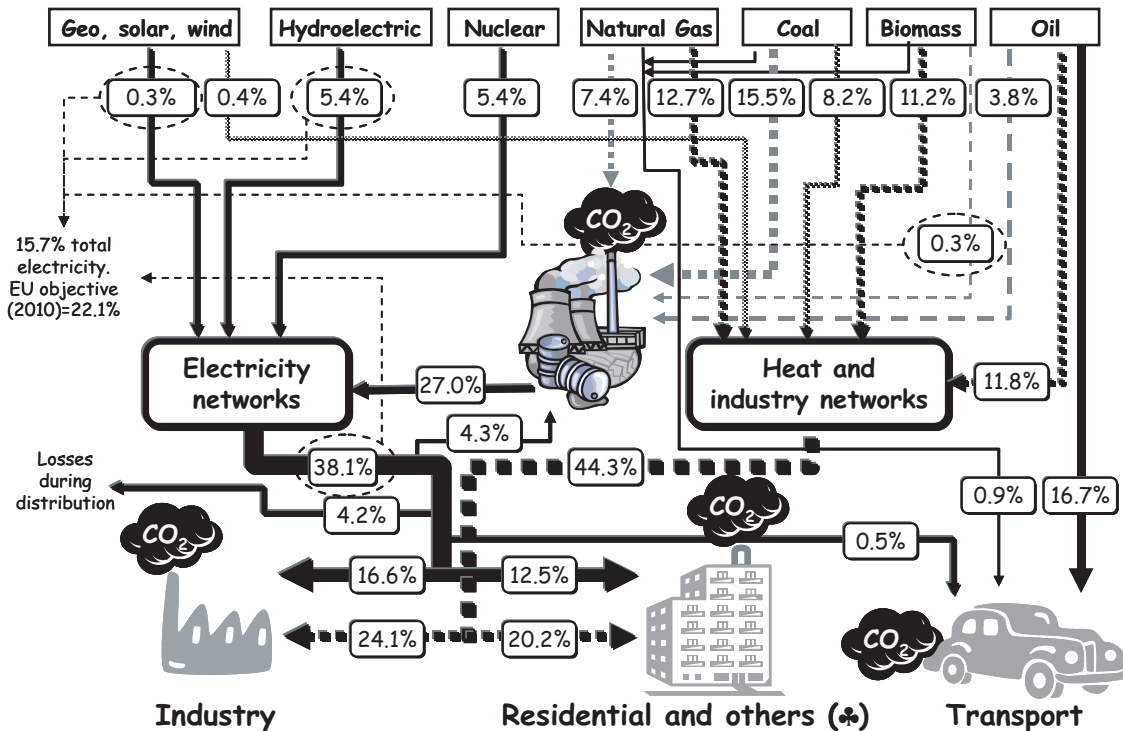 Geo, solar, wind
Hydroelectric
Nuclear
Natural Gas
Coal
Biomass
Oil
0.3%
0.4%
5.4%
5.4%
7.4%
12.7%
15.5%
8.2%
11.2%
3.8%
CO2
0.3%
15.7% total
electricity.
EU objective
(2010)=22.1%
Electricity
networks
27.0%
Heat and
industry networks
11.8%
4.3%
38.1%
44.3%
Losses
during
distribution
4.2%
CO2
CO2
0.9%
16.7%
0.5%
16.6%
12.5%
24.1%
20.2%
CO2
Industry
Residential and others (♣)
Transport